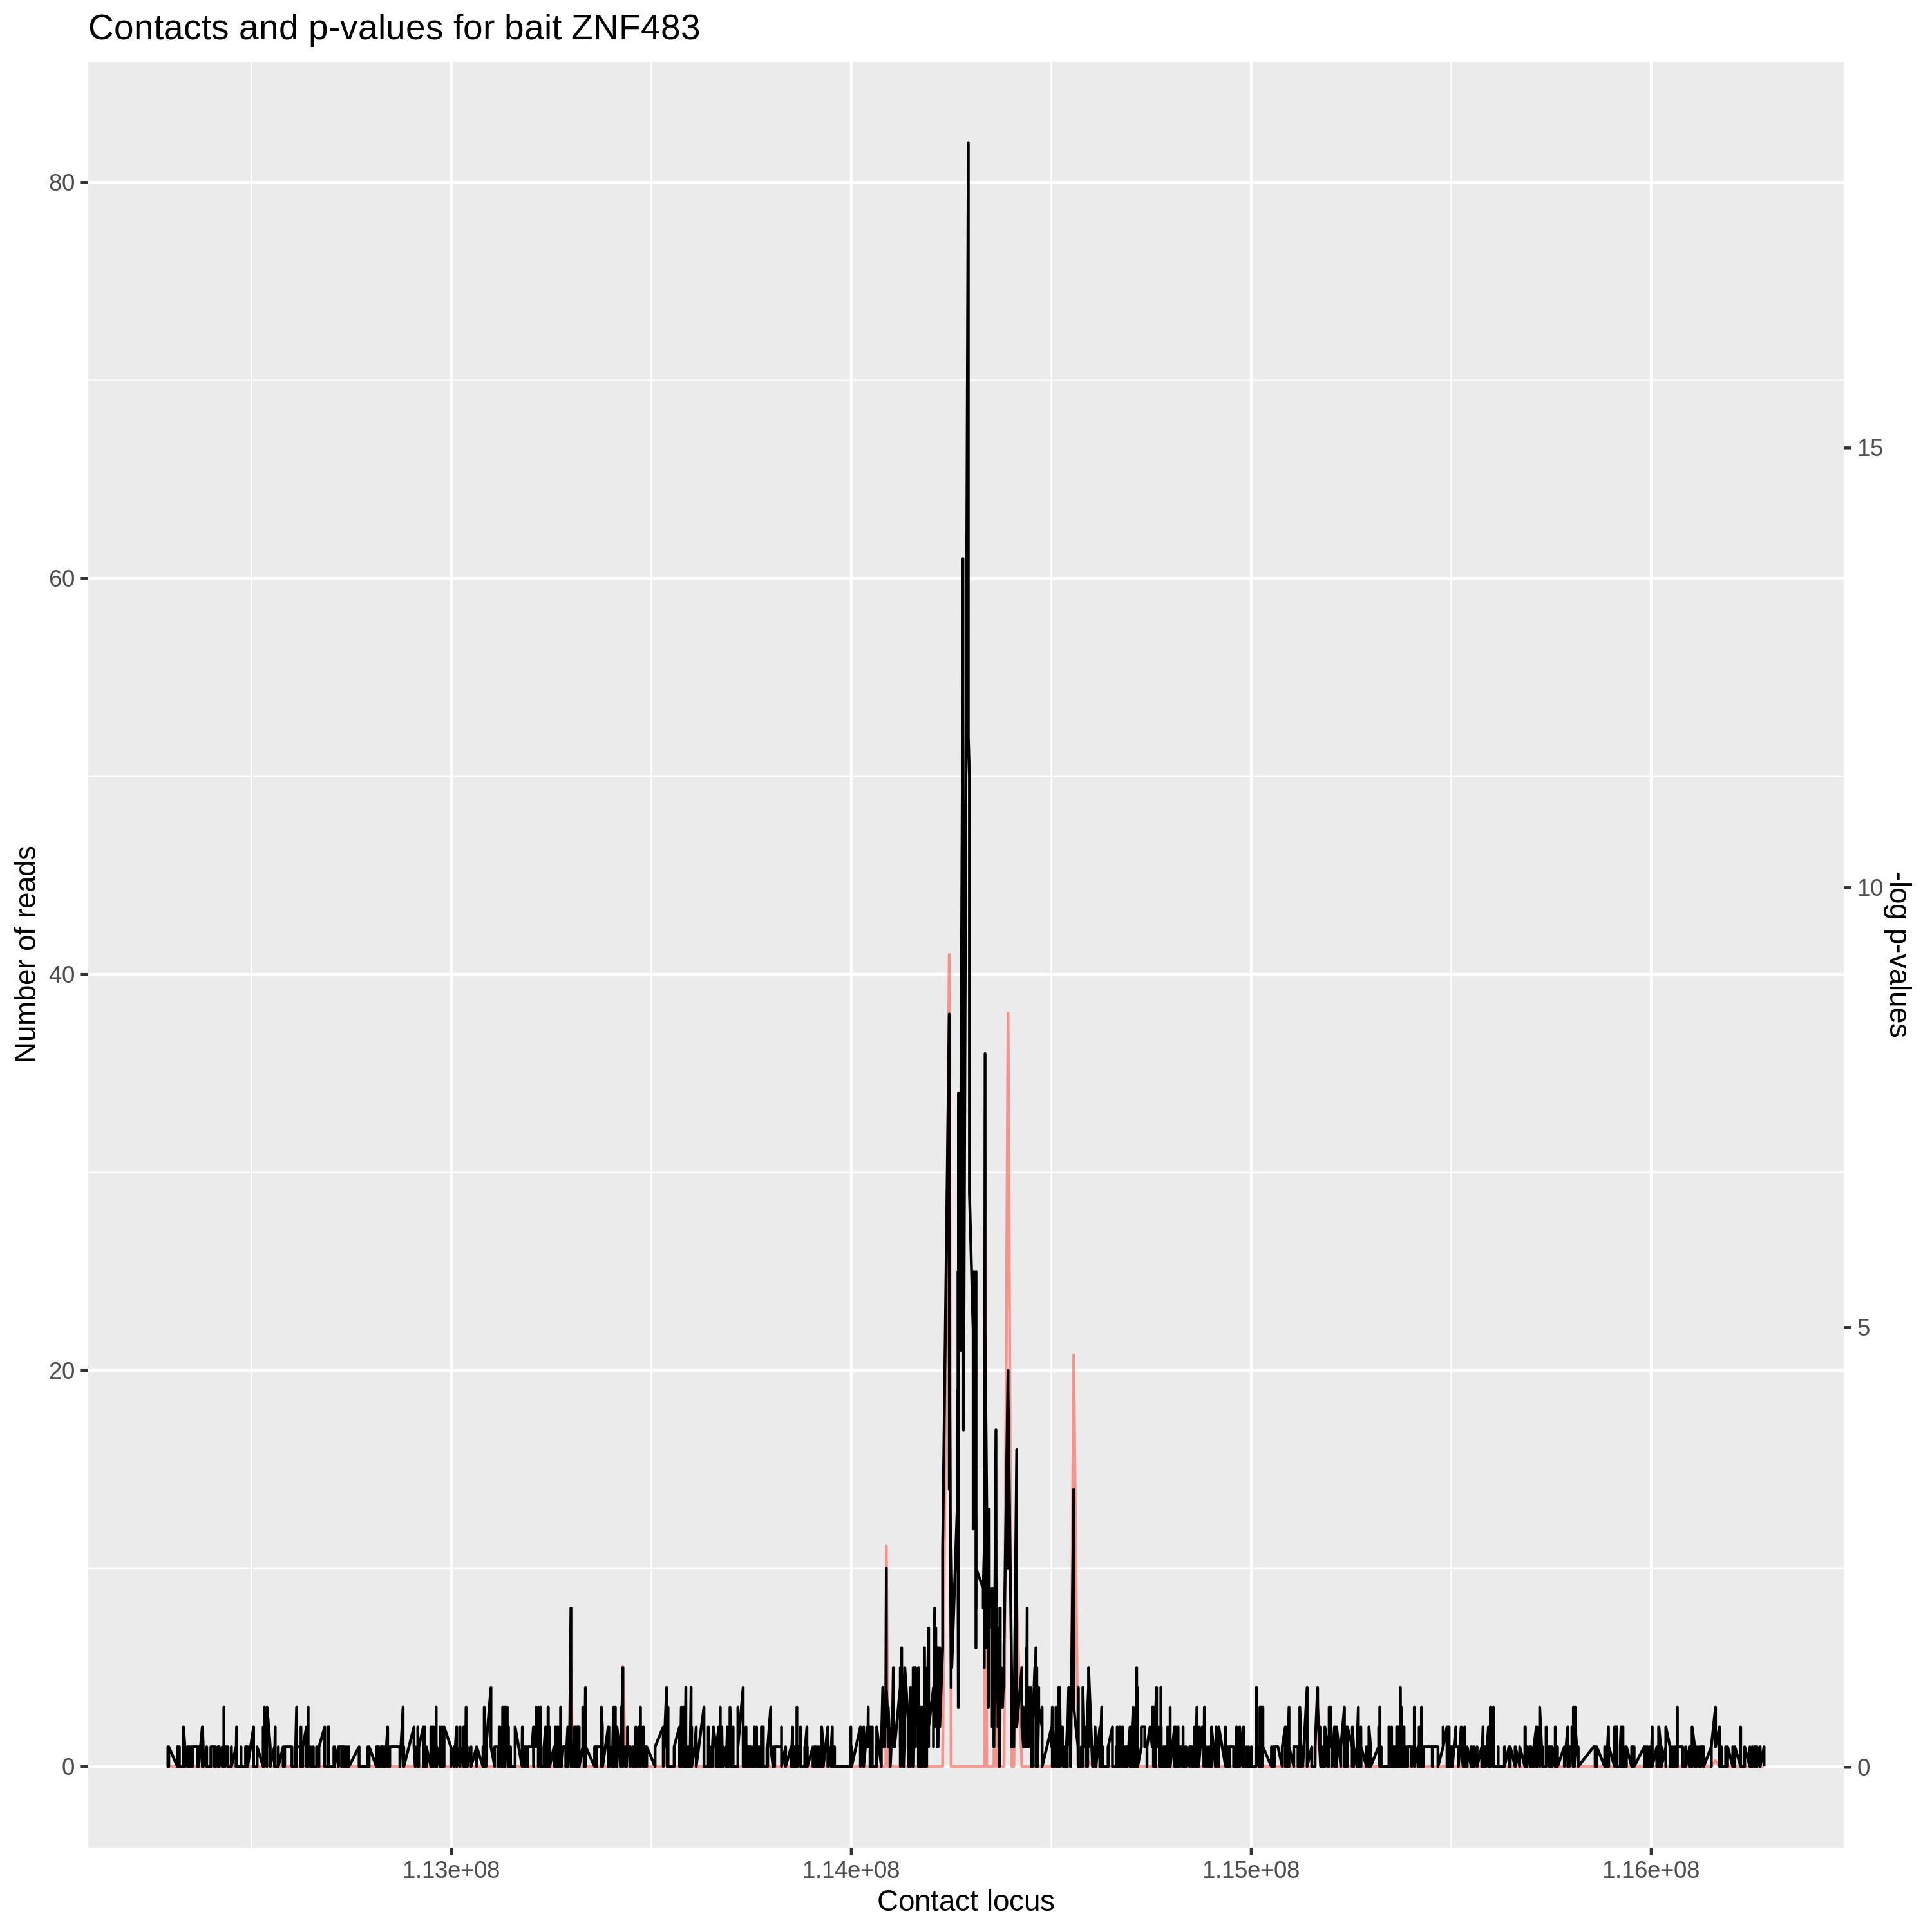 Contacts and p-values for bait ZNF483
80
60
40
20
0
Number of reads
15
10
5
0
-log p-values
1.13e+08
1.14e+08
1.15e+08
1.16e+08
Contact locus